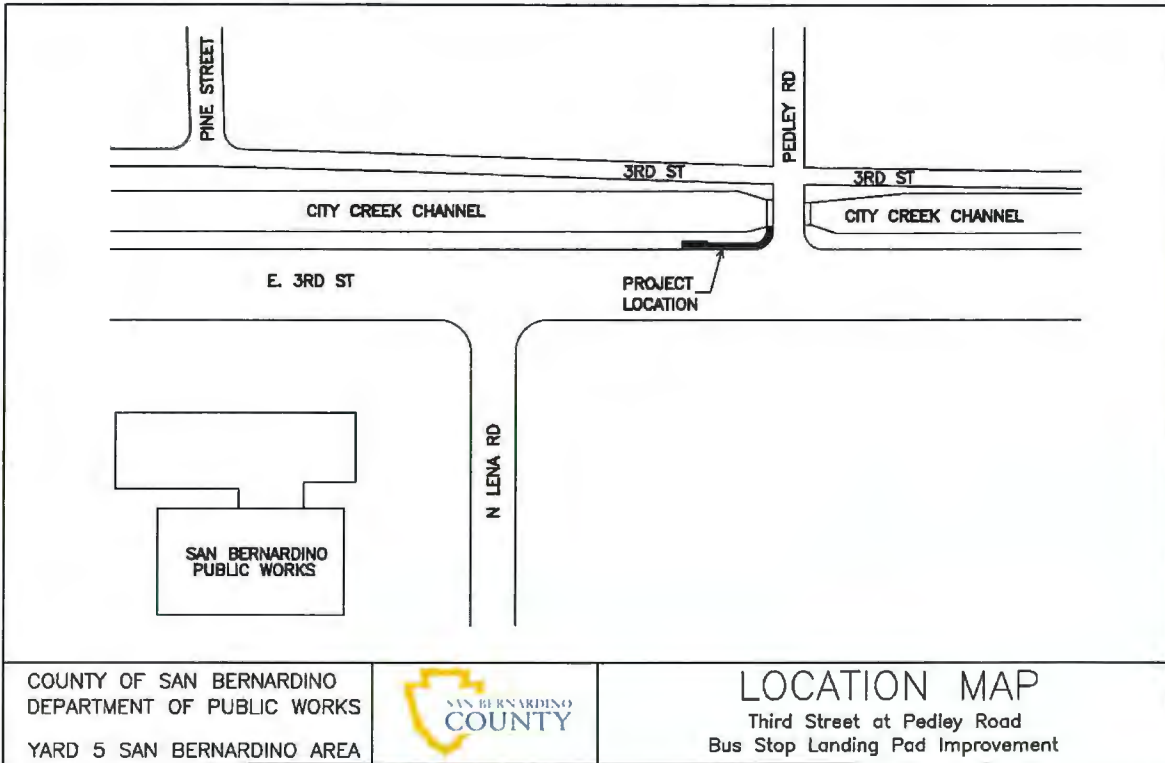 PINE STREET
PEDLEY RD
3RD ST
3RD ST
CITY CREEK CHANNEL
CITY CREEK CHANNEL
E. 3RD ST
PROJECT
LOCATION
N LENA RD
SAN BERNARDINO
PUBLIC WORKS
COUNTY OF SAN BERNARDINO
DEPARTMENT OF PUBLIC WORKS
YARD 5 SAN BERNARDINO AREA
SAN BERNARDINO
COUNTY
LOCATION MAP
Third Street at Pedley Road
Bus Stop Landing Pad Improvement